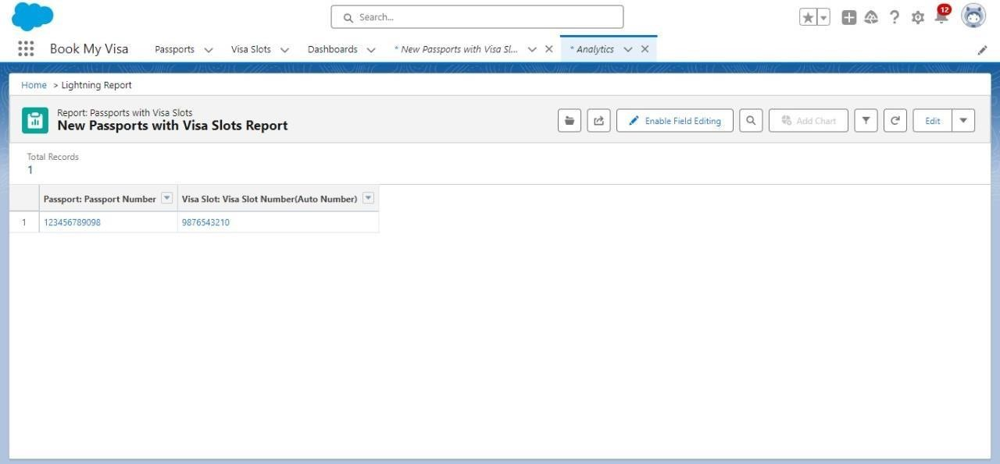 Search...
12
Book My Visa Passports Visa Slots Dashboards * New Passports with Visa Sl... * Analytics
Home > Lightning Report
Report: Passports with Visa Slots
New Passports with Visa Slots Report
Enable Field Editing Add Chart Edit
Total Records
1
Passport: Passport Number Visa Slot: Visa Slot Number(Auto Number)
1 123456789098 9876543210